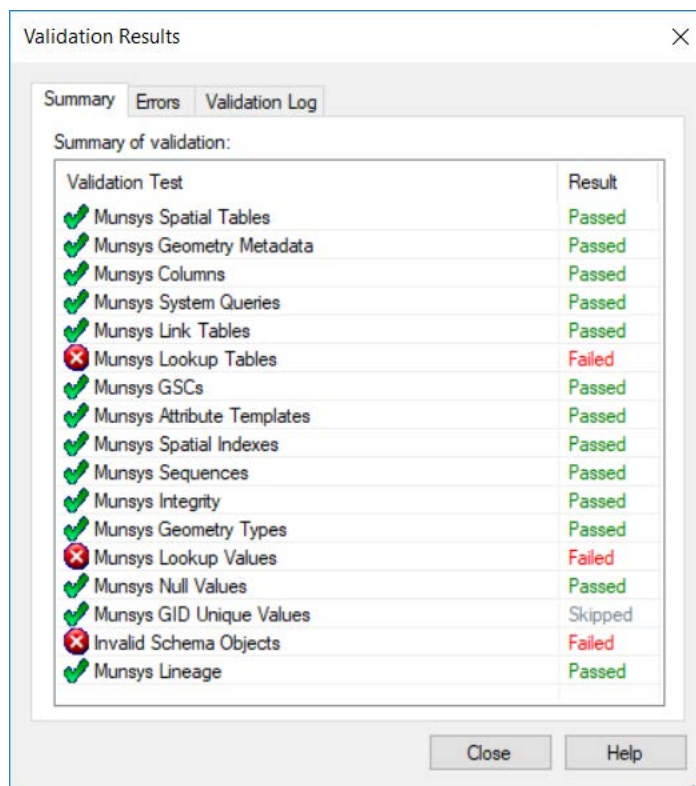 Validation Results
Summary Errors Validation Log
Summary of validation:
Validation Test Result
Munsys Spatial Tables Passed
Munsys Geometry Metadata Passed
Munsys Columns Passed
Munsys System Queries Passed
Munsys Link Tables Passed
Munsys Lookup Tables Failed
Munsys GSCs Passed
Munsys Attribute Templates Passed
Munsys Spatial Indexes Passed
Munsys Sequences Passed
Munsys Integrity Passed
Munsys Geometry Types Passed
Munsys Lookup Values Failed
Munsys Null Values Passed
Munsys GID Unique Values Skipped
Invalid Schema Objects Failed
Munsys Lineage Passed
Close Help